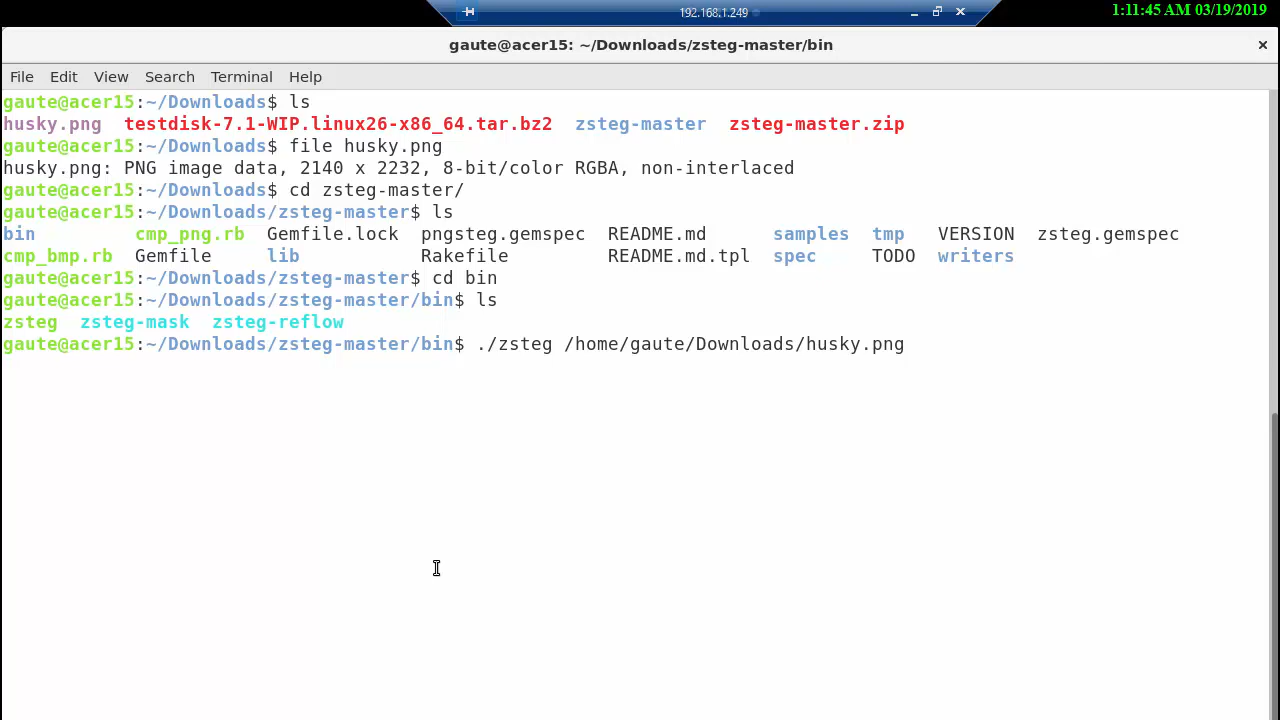 192.168.1.249
1:11:45 AM 03/19/2019
gaute@acer15: ~/Downloads/zsteg-master/bin
File Edit View Search Terminal Help
gaute@acer15:~/Downloads$ ls
husky.png testdisk-7.1-WIP.linux26-x86_64.tar.bz2 zsteg-master zsteg-master.zip
gaute@acer15:~/Downloads$ file husky.png
husky.png: PNG image data, 2140 x 2232, 8-bit/color RGBA, non-interlaced
gaute@acer15:~/Downloads$ cd zsteg-master/
gaute@acer15:~/Downloads/zsteg-master$ ls
bin cmp_png.rb Gemfile.lock pngsteg.gemspec README.md samples tmp VERSION zsteg.gemspec
cmp_bmp.rb Gemfile lib Rakefile README.md.tpl spec TODO writers
gaute@acer15:~/Downloads/zsteg-master$ cd bin
gaute@acer15:~/Downloads/zsteg-master/bin$ ls
zsteg zsteg-mask zsteg-reflow
gaute@acer15:~/Downloads/zsteg-master/bin$ ./zsteg /home/gaute/Downloads/husky.png